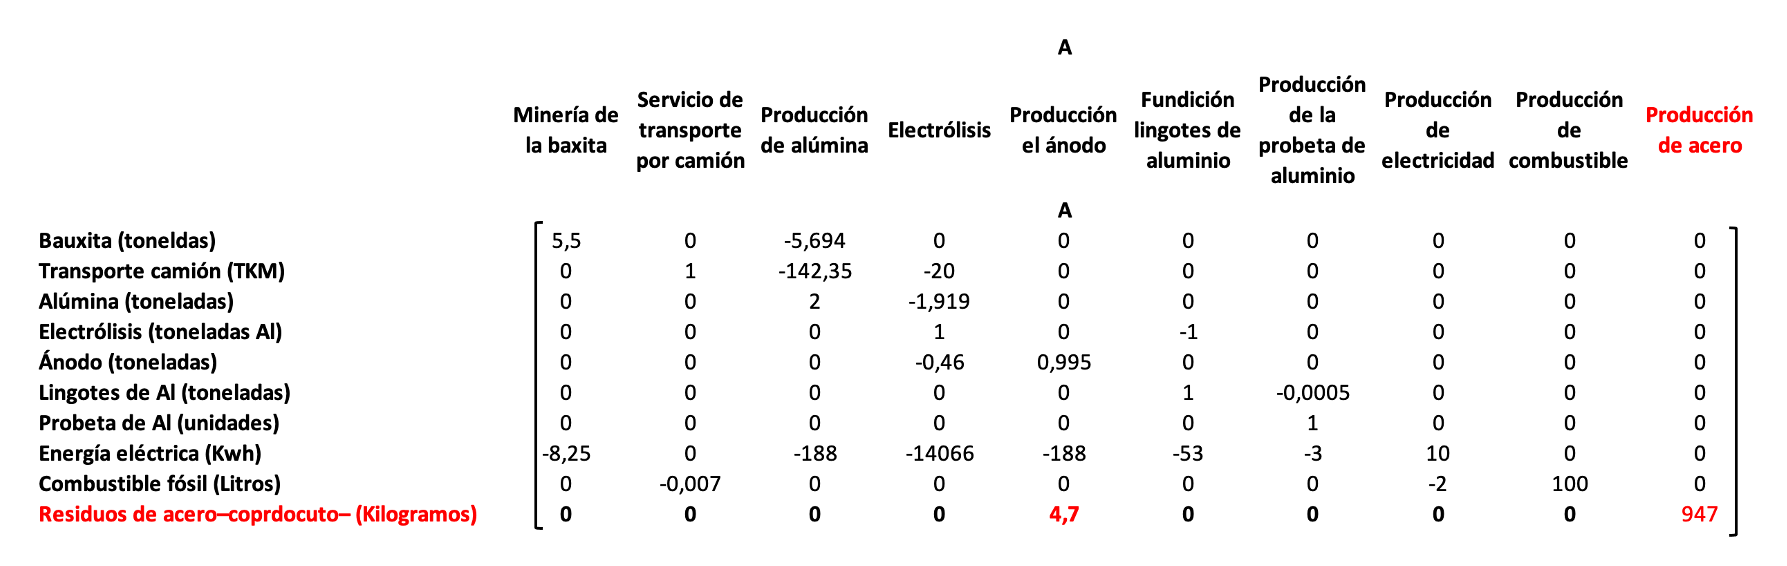 A
Minería de la baxita	Servicio de transporte por camión	Producción de alúmina	Electrólisis	Producción el ánodo	Fundición lingotes de aluminio	Producción de la probeta de aluminio	Producción de electricidad	Producción de combustible	Producción de acero
A
Bauxita (toneldas) 5,5 0 -5,694 0 0 0 0 0 0 0
Transporte camión (TKM) 0 1 -142,35 -20 0 0 0 0 0 0
Alúmina (toneladas) 0 0 2 -1,919 0 0 0 0 0 0
Electrólisis (toneladas Al) 0 0 0 1 0 -1 0 0 0 0
Ánodo (toneladas) 0 0 0 -0,46 0,995 0 0 0 0 0
Lingotes de Al (toneladas) 0 0 0 0 0 1 -0,0005 0 0 0
Probeta de Al (unidades) 0 0 0 0 0 0 1 0 0 0
Energía eléctrica (Kwh) -8,25 0 -188 -14066 -188 -53 -3 10 0 0
Combustible fósil (Litros) 0 -0,007 0 0 0 0 0 -2 100 0
Residuos de acero–coprdocuto– (Kilogramos) 0 0 0 0 4,7 0 0 0 0 947